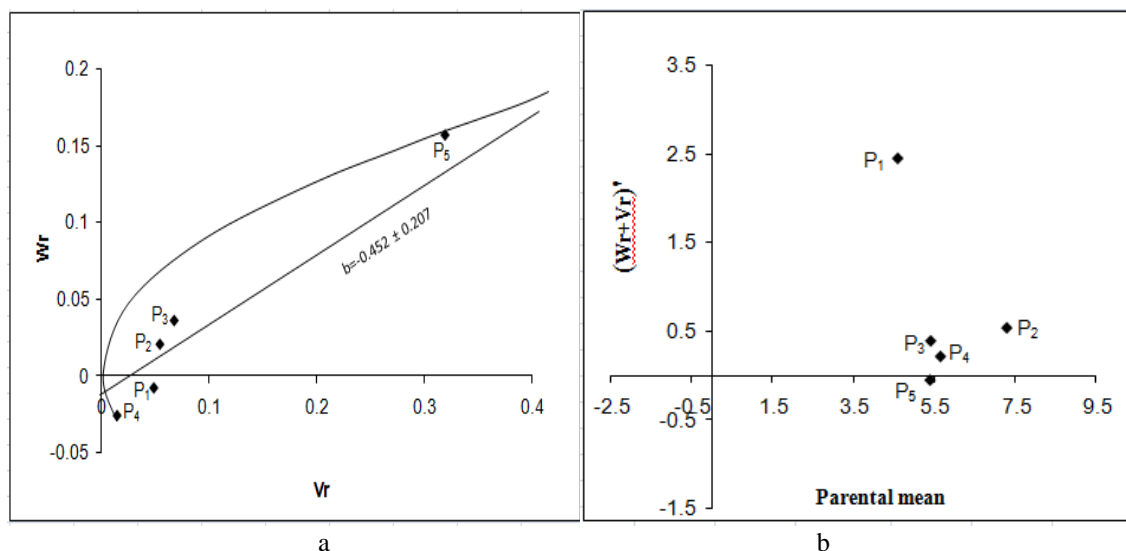 0.2
0.15
0.1
0.05
0
-0.05
Wr
P5
b=-0.452 ± 0.207
P3
P2
P1
P4
0
0.1
0.2
0.3
0.4
Vr
a
3.5
2.5
1.5
0.5
-0.5
-1.5
(Wr+Vr)'
P1
P2
P3
P4
P5
-2.5
-0.5
1.5
3.5
5.5
7.5
9.5
Parental mean
b